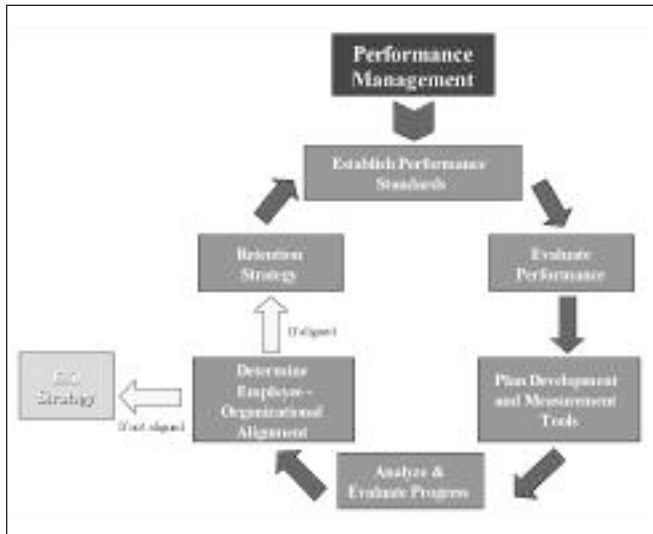 Performance
Management
Establish Performance
Standards
Evaluate
Performance
Plan Development
and Measurement
Tools
Analyze &
Evaluate Progress
Determine
Employee–
Organizational
Alignment
If aligned
Retention
Strategy
If not aligned
Strategy